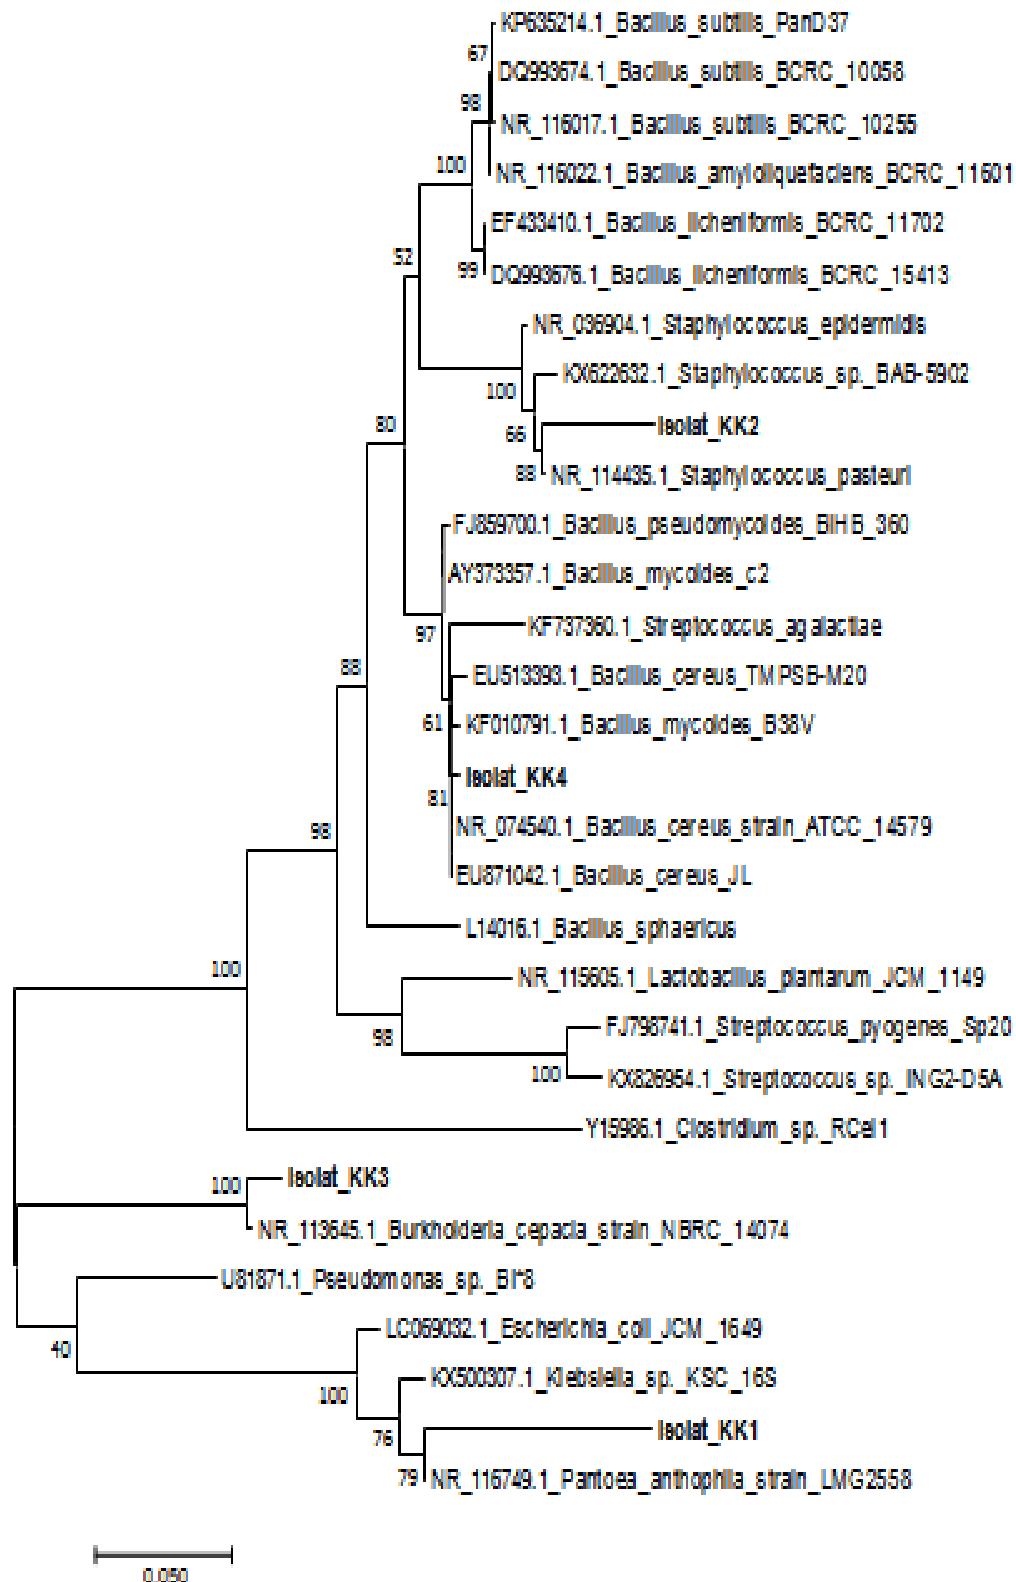 KP635214.1_Bacillus_subtilis_PanD37
67
DQ993674.1_Bacillus_subtilis_BCRC_10058
98
NR_116017.1_Bacillus_subtilis_BCRC_10255
100
NR_116022.1_Bacillus_amyloliquefaciens_BCRC_11601
EF433410.1_Bacillus_licheniformis_BCRC_11702
52
99
DQ993676.1_Bacillus_licheniformis_BCRC_15413
NR_036904.1_Staphylococcus_epidermidis
KX622632.1_Staphylococcus_sp._BAB-5902
100
80
Isolat_KK2
66
88
NR_114435.1_Staphylococcus_pasteuri
FJ859700.1_Bacillus_pseudomycoides_BIHB_360
AY373357.1_Bacillus_mycoides_c2
KF737360.1_Streptococcus_agalactiae
97
88
EU513393.1_Bacillus_cereus_TMPSB-M20
61
KF010791.1_Bacillus_mycoides_B38V
Isolat_KK4
81
98
NR_074540.1_Bacillus_cereus_strain_ATCC_14579
EU871042.1_Bacillus_cereus_JL
L14016.1_Bacillus_sphaericus
100
NR_115605.1_Lactobacillus_plantarum_JCM_1149
FJ798741.1_Streptococcus_pyogenes_Sp20
98
100
KX826954.1_Streptococcus_sp._ING2-D5A
Y15986.1_Clostridium_sp._RCel1
100
Isolat_KK3
NR_113645.1_Burkholderia_cepacia_strain_NBRC_14074
U81871.1_Pseudomonas_sp.
LC069032.1_Escherichia_coli_JCM_1649
40
KX500307.1_Klebsiella_sp._KSC_16S
100
Isolat_KK1
76
79
NR_116749.1_Pantoea_anthophila_strain_LMG2558
0.050